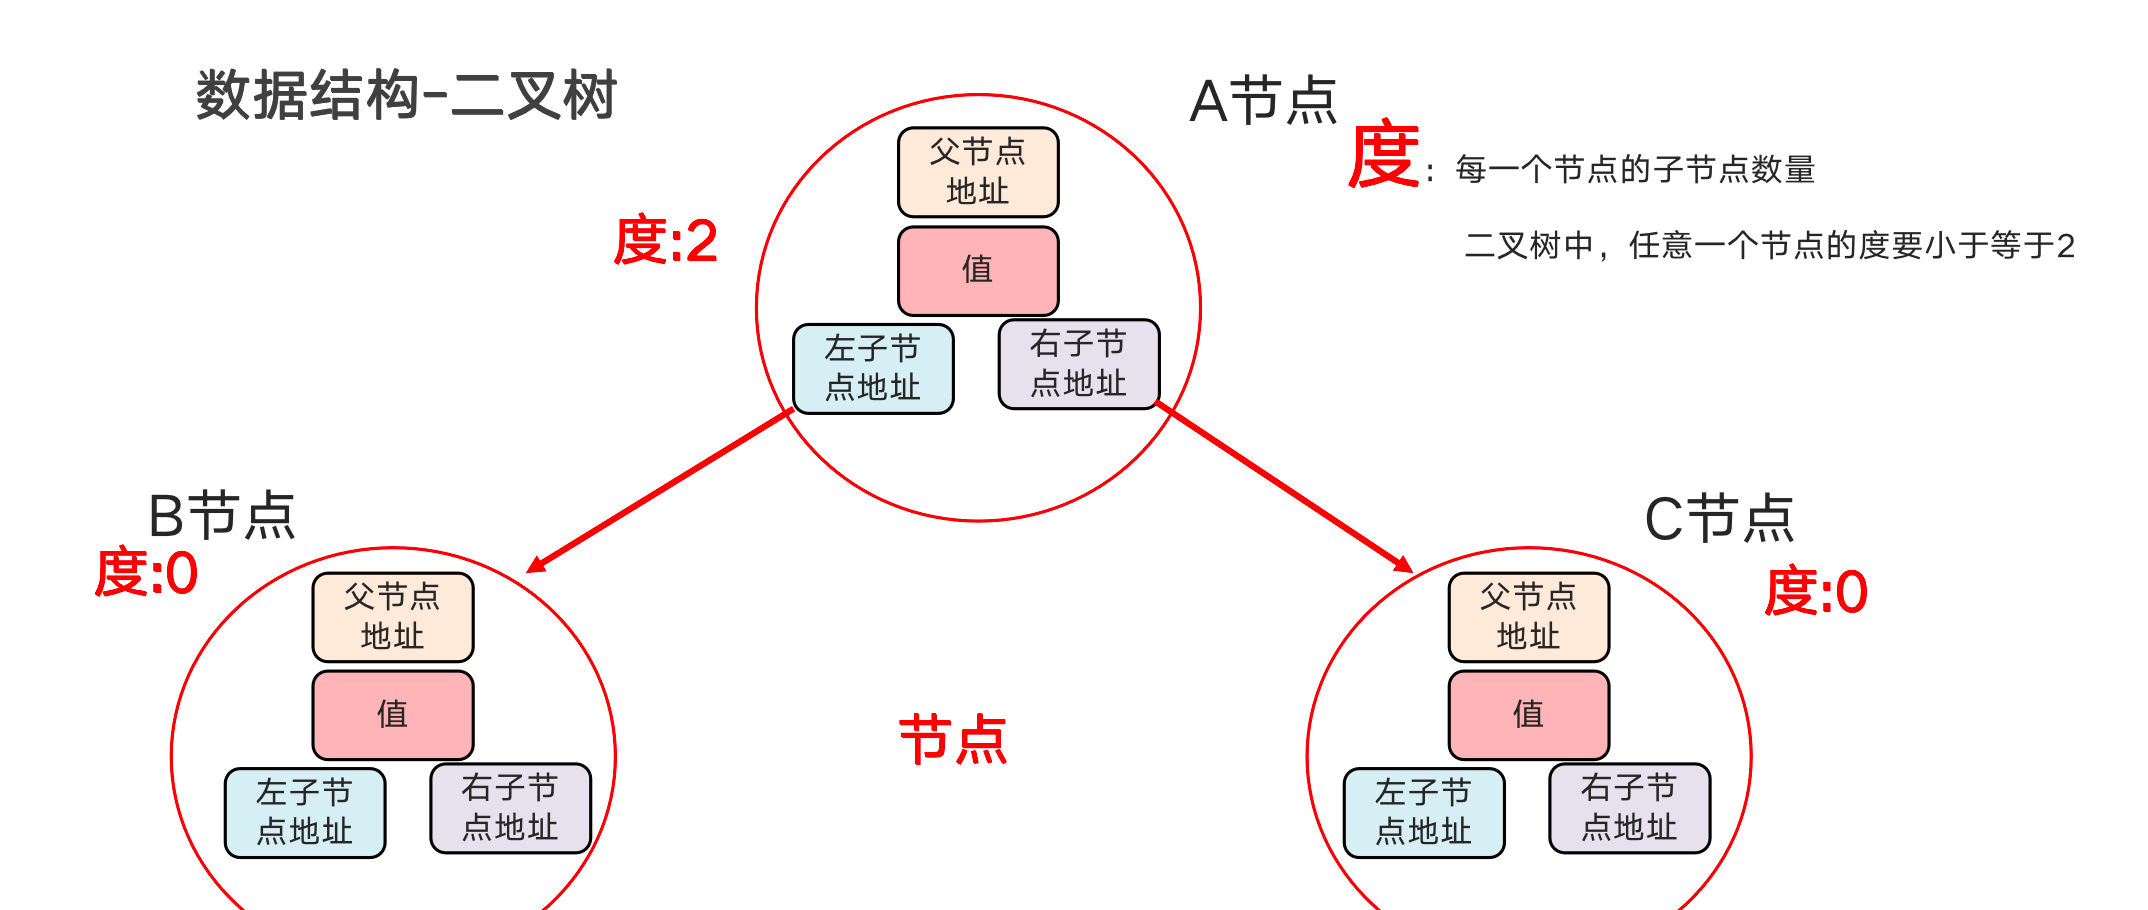 数据结构-二叉树
A节点
度：每一个节点的子节点数量
二叉树中，任意一个节点的度要小于等于2
度:2
父节点
地址
值
左子节
点地址
右子节
点地址
B节点
度:0
父节点
地址
值
左子节
点地址
右子节
点地址
节点
C节点
度:0
父节点
地址
值
左子节
点地址
右子节
点地址